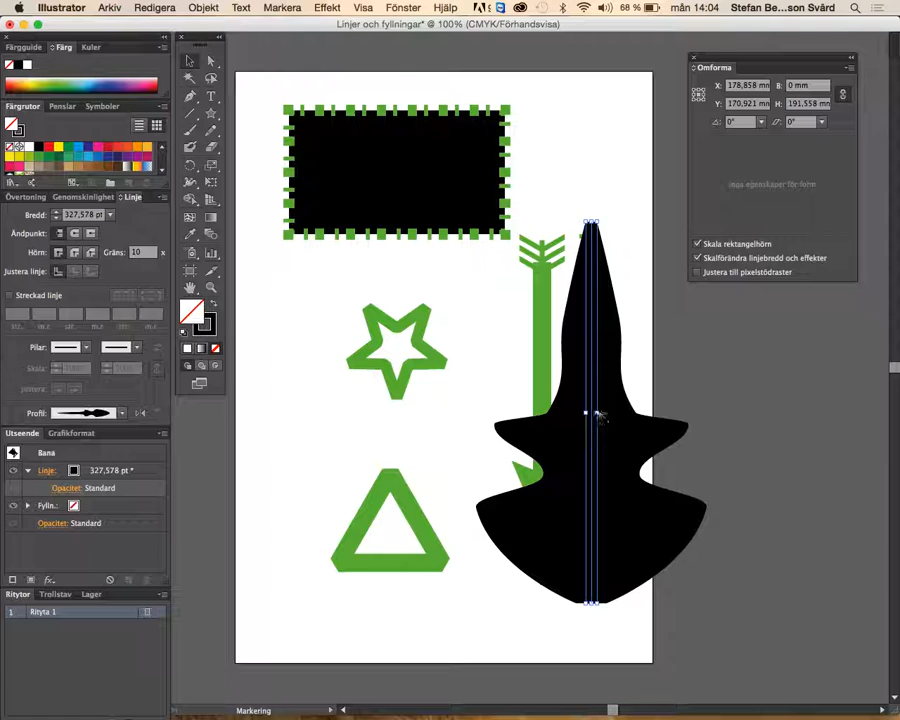 Illustrator Arkiv Redigera Objekt Text Markera Effekt Visa Fönster Hjälp 4 68 % mån 14:04 Stefan Be...son Svärd
Linjer och fyllningar* @ 100% (CMYK/Förhandsvisa)
Färgguide Färg Kuler
Färgrutor Penslar Symboler
Övertoning Genomskinlighet Linje
Bredd: 327,578 pt
Ändpunkt:
Hörn: Gräns: 10 x
Justera linje:
Streckad linje
Pilar:
Skala:
Justera:
Profil:
Utseende Grafikformat
Bana
Linje: 327,578 pt *
Opacitet: Standard
Fylln.:
Opacitet: Standard
fx
Ritytor Trollstav Lager
1 Rityta 1
Omforma
X: 178,858 mm B: 0 mm
Y: 170,921 mm H: 191,558 mm
0° 0°
Inga egenskaper för form
Skala rektangelhörn
Skalförändra linjebredd och effekter
Justera till pixelstödraster
Markering